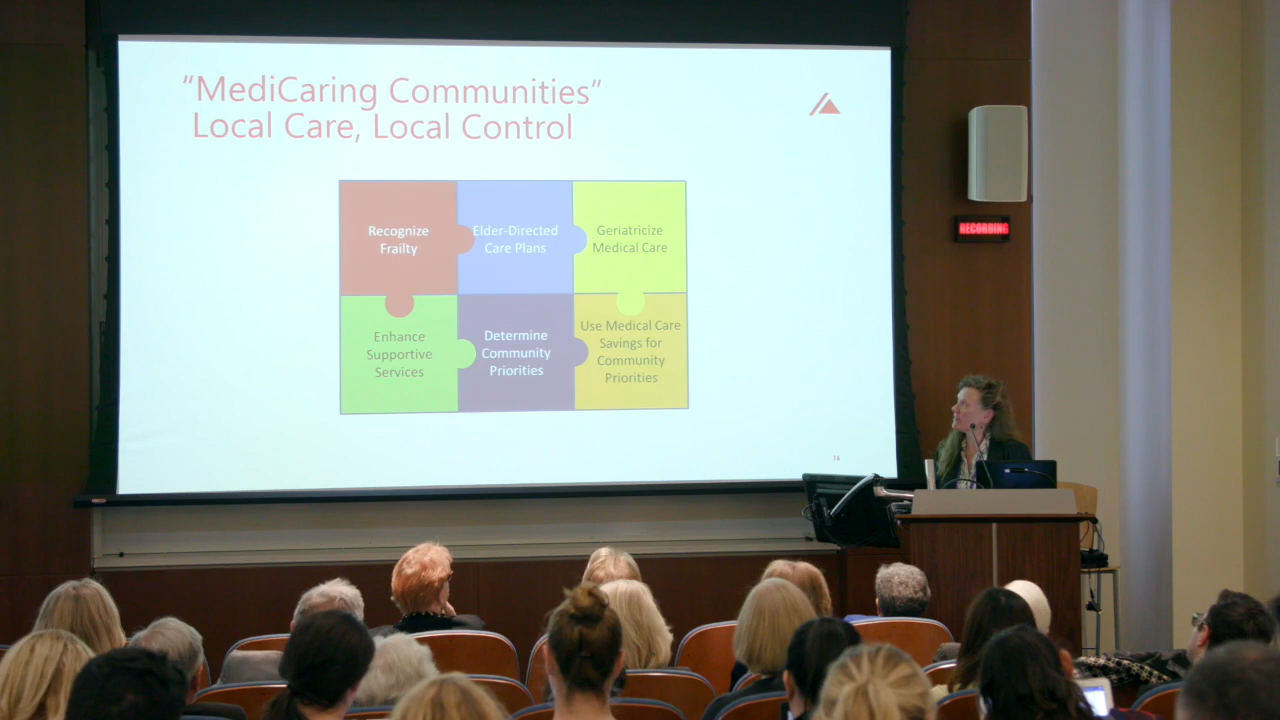 “MediCaring Communities”
Local Care, Local Control
Recognize
Frailty
Elder-Directed
Care Plans
Geriatricize
Medical Care
Enhance
Supportive
Services
Determine
Community
Priorities
Use Medical Care
Savings for
Community
Priorities
16
RECORDING